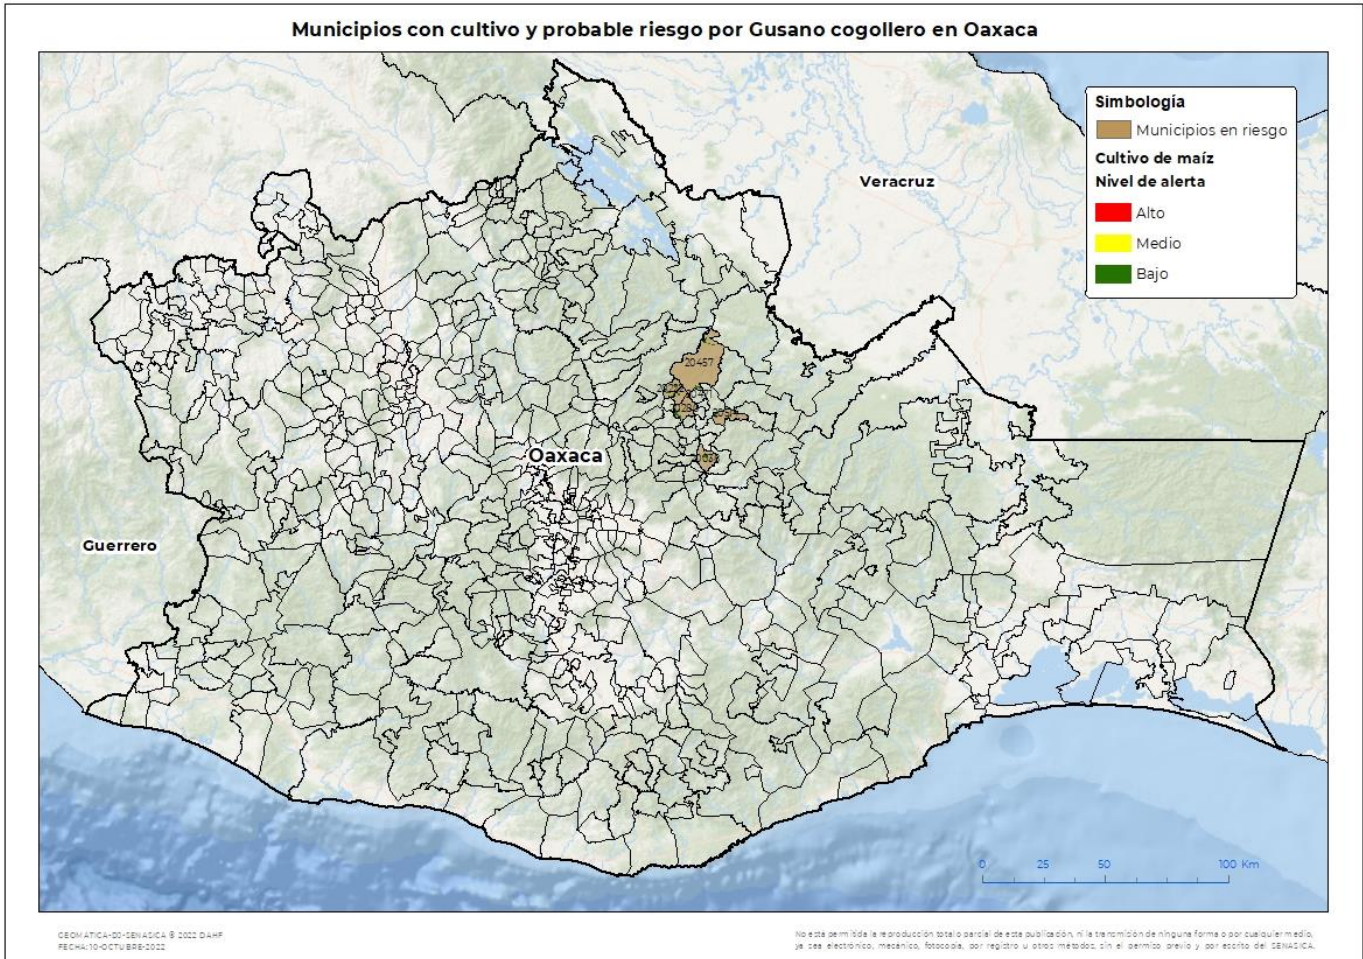 Municipios con cultivo y probable riesgo por Gusano cogollero en Oaxaca
Simbología
Municipios en riesgo
Cultivo de maíz
Nivel de alerta
Alto
Medio
Bajo
Veracruz
20457
Oaxaca
Guerrero
0 25 50 100 Km
GEOMATICA-DJ-SENASICA ® 2022 DAHF
FECHA:10-OCTUBRE-2022
No esta permitida la reproducción total o parcial de esta publicación, ni la transmisión de ninguna forma o por cualquier medio,
ya sea electrónico, mecánico, fotocopia, por registro u otros métodos, sin el permiso previo y por escrito del SENASICA.